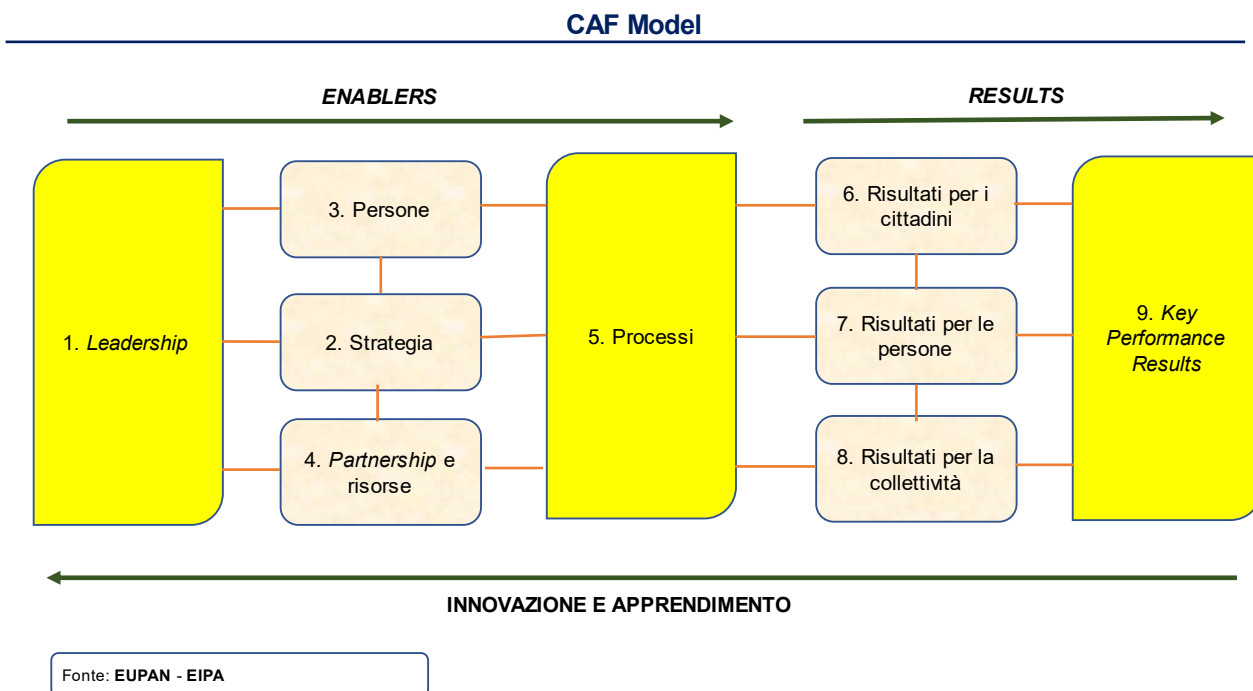 CAF Model
ENABLERS
RESULTS
1. Leadership
3. Persone
2. Strategia
4. Partnership e
risorse
5. Processi
6. Risultati per i
cittadini
7. Risultati per le
persone
8. Risultati per la
collettività
9. Key
Performance
Results
INNOVAZIONE E APPRENDIMENTO
Fonte: EUPAN - EIPA